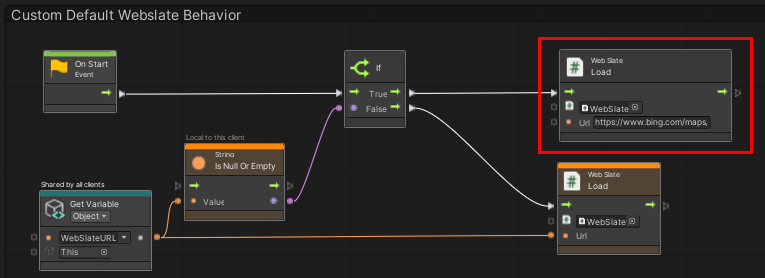 Custom Default Webslate Behavior
On Start
Event
If
True
False
Web Slate
Load
WebSlate
Url https://www.bing.com/maps,
Local to this client
String
Is Null Or Empty
Value
Shared by all clients
Get Variable
Object
WebSlateURL
This
Web Slate
Load
WebSlate
Url